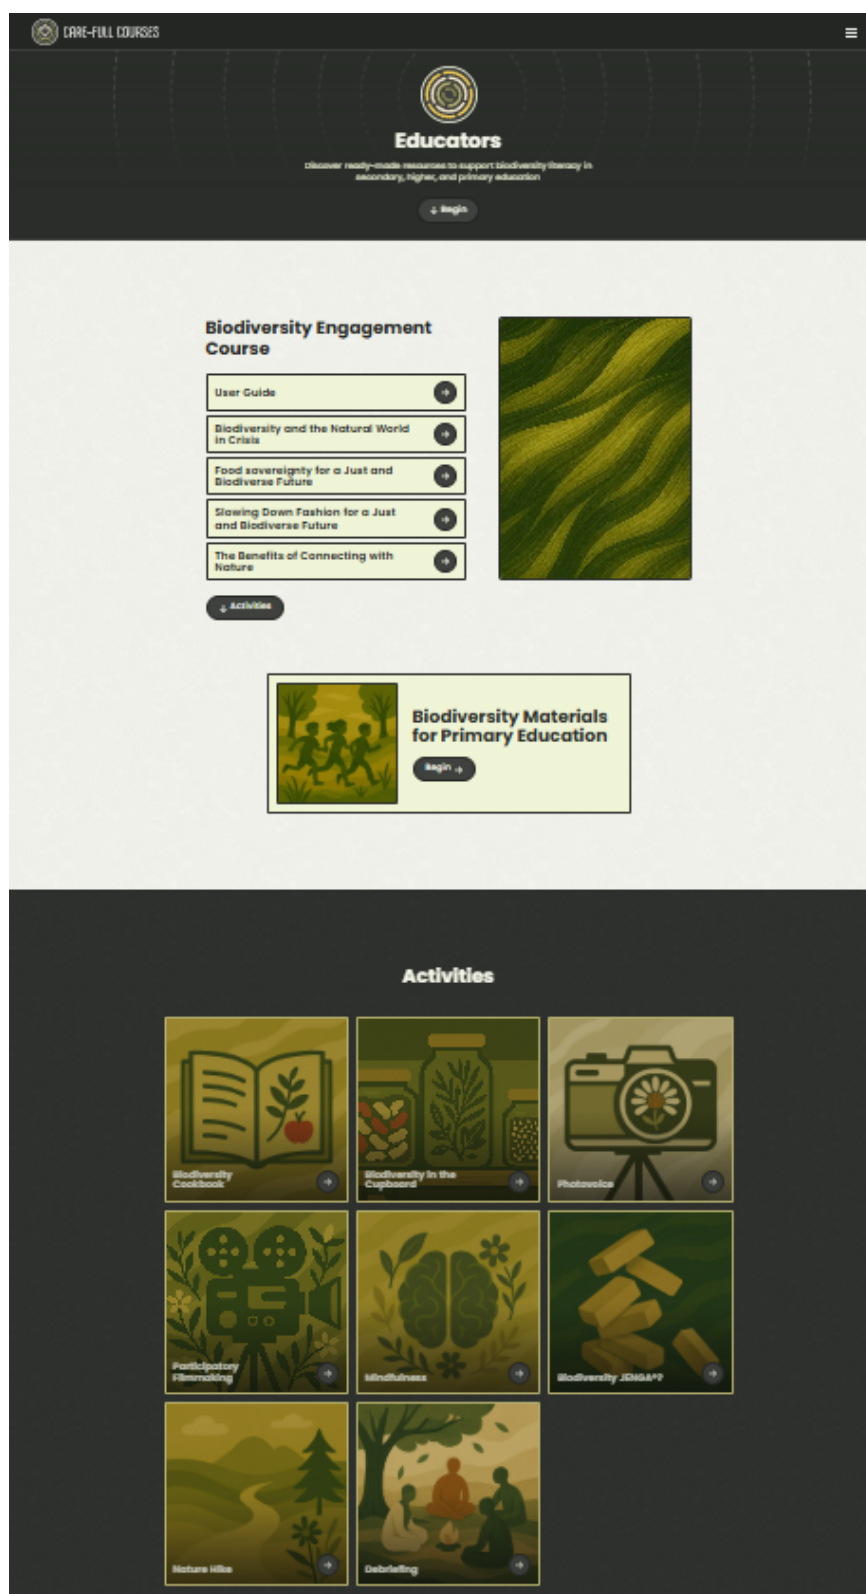 CARE-FULL COURSES
Educators
Discover ready-made resources to support biodiversity literacy in
secondary, higher, and primary education
↓ Begin
Biodiversity Engagement
Course
User Guide
Biodiversity and the Natural World
in Crisis
Food sovereignty for a Just and
Biodiverse Future
Slowing Down Fashion for a Just
and Biodiverse Future
The Benefits of Connecting with
Nature
↓ Activities
Biodiversity Materials
for Primary Education
Begin →
Activities
Biodiversity
Cookbook
Biodiversity in the
Cupboard
Photovoice
Participatory
Filmmaking
Mindfulness
Biodiversity JENGA®?
Nature Hike
Debriefing